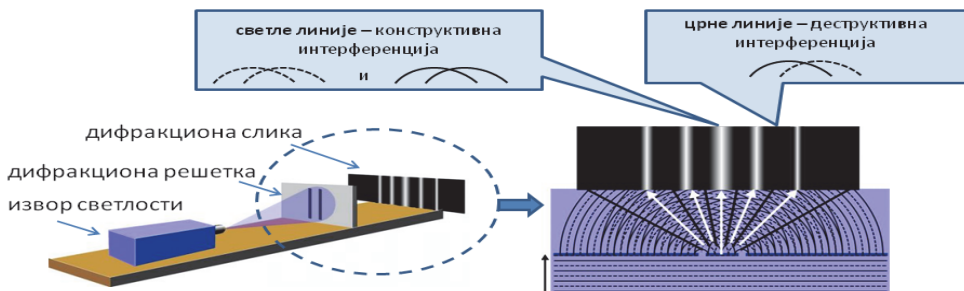 светле линије – конструктивна
интерференција
и
црне линије – деструктивна
интерференција
дифракциона слика
дифракциона решетка
извор светлости